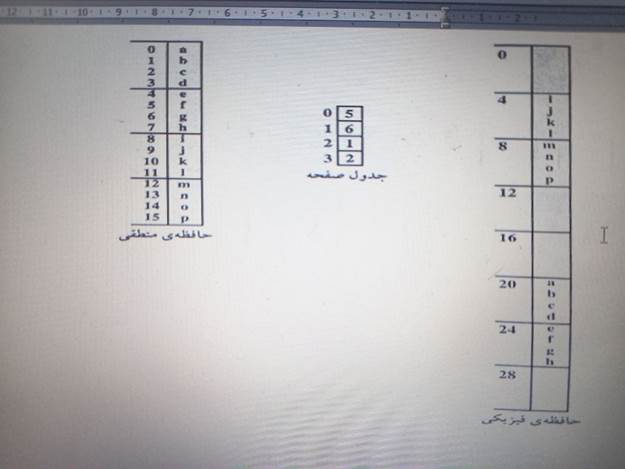 12 11 10 9 8 7 6 5 4 3 2 1 1 2
0 a
1 b
2 c
3 d
4 e
5 f
6 g
7 h
8 i
9 j
10 k
11 l
12 m
13 n
14 o
15 p
حافظه‌ی منطقی
0 5
1 6
2 1
3 2
جدول صفحه
0
4 i
j
k
l
8 m
n
o
p
12
16
20 a
b
c
d
24 e
f
g
h
28
حافظه‌ی فیزیکی